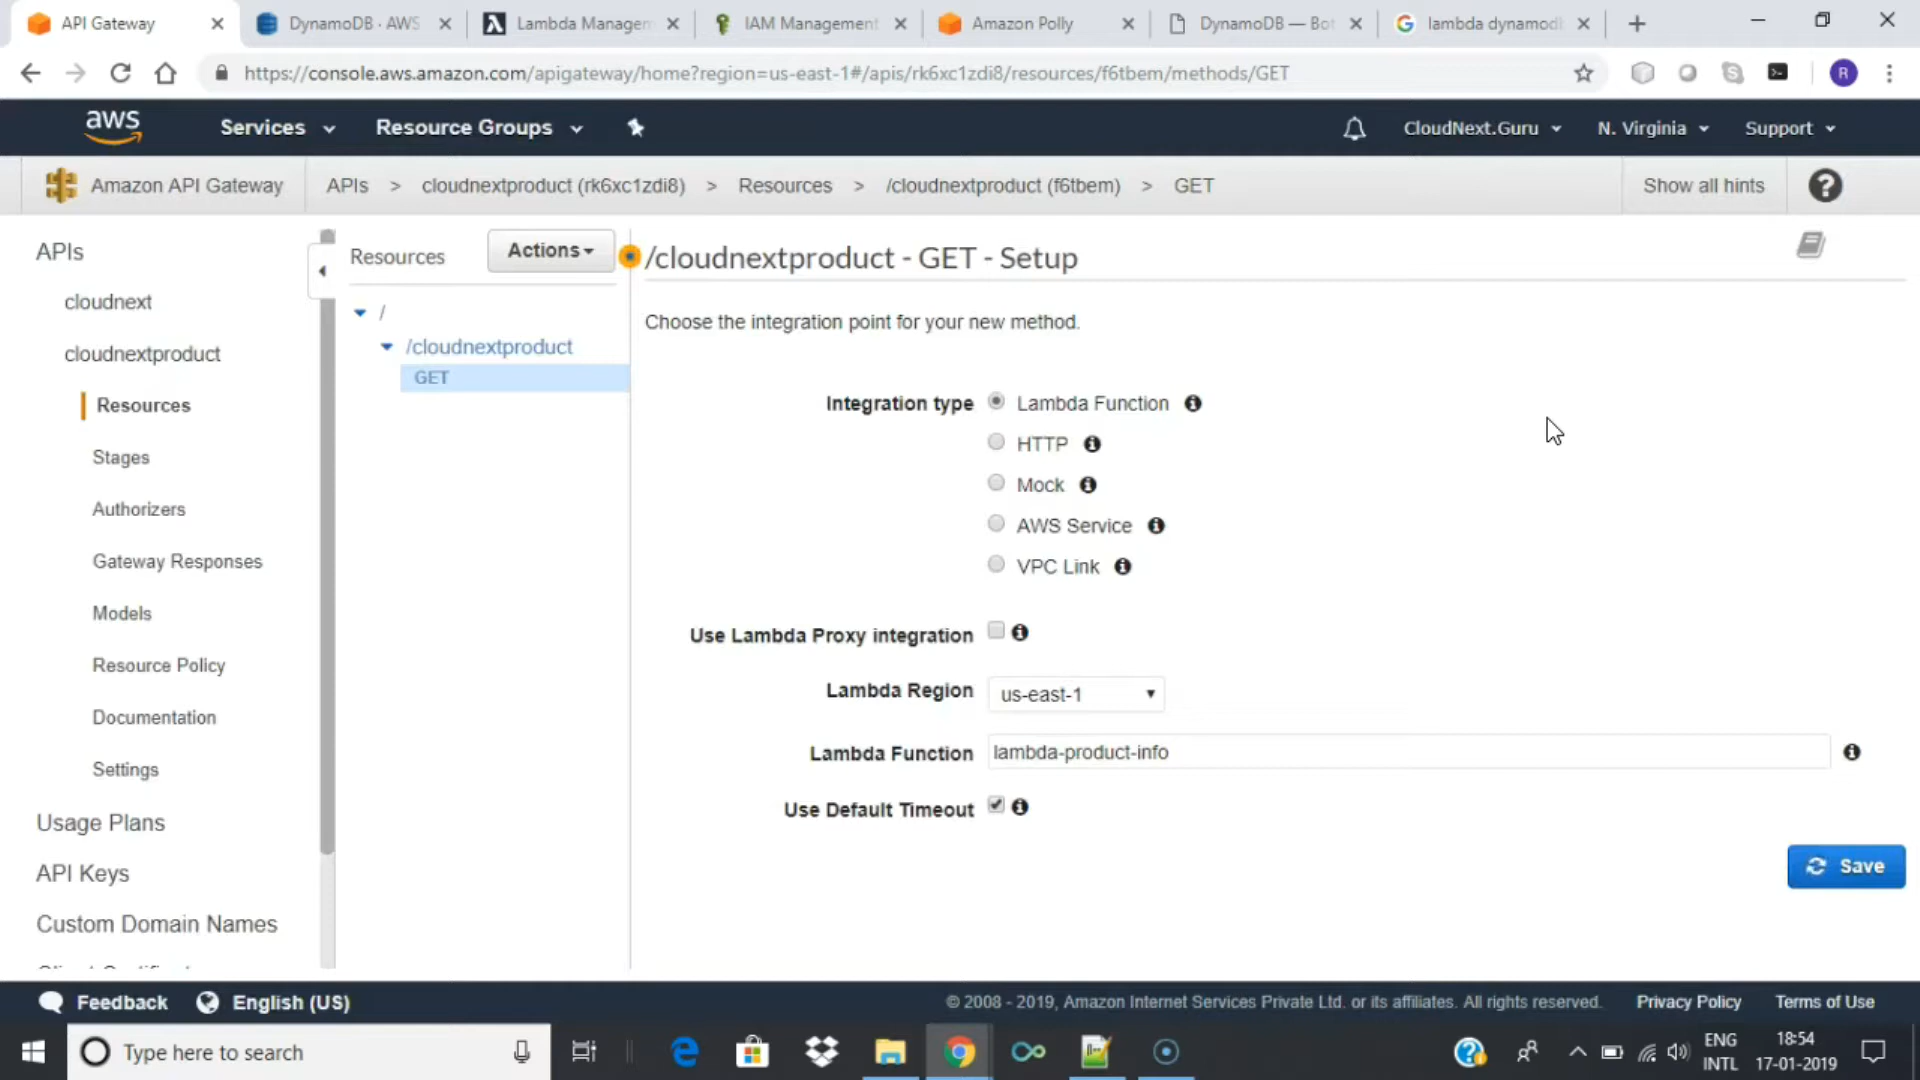 API Gateway
DynamoDB · AWS
Lambda Managem
IAM Management
Amazon Polly
DynamoDB — Bot
lambda dynamod
https://console.aws.amazon.com/apigateway/home?region=us-east-1#/apis/rk6xc1zdi8/resources/f6tbem/methods/GET
R
aws
Services
Resource Groups
CloudNext.Guru
N. Virginia
Support
Amazon API Gateway
APIs > cloudnextproduct (rk6xc1zdi8) > Resources > /cloudnextproduct (f6tbem) > GET
Show all hints
?
APIs
cloudnext
cloudnextproduct
Resources
Stages
Authorizers
Gateway Responses
Models
Resource Policy
Documentation
Settings
Usage Plans
API Keys
Custom Domain Names
Resources
Actions
/
/cloudnextproduct
GET
/cloudnextproduct - GET - Setup
Choose the integration point for your new method.
Integration type
Lambda Function
HTTP
Mock
AWS Service
VPC Link
Use Lambda Proxy integration
Lambda Region us-east-1
Lambda Function lambda-product-info
Use Default Timeout
Save
Feedback
English (US)
© 2008 - 2019, Amazon Internet Services Private Ltd. or its affiliates. All rights reserved.
Privacy Policy
Terms of Use
Type here to search
ENG
INTL
18:54
17-01-2019